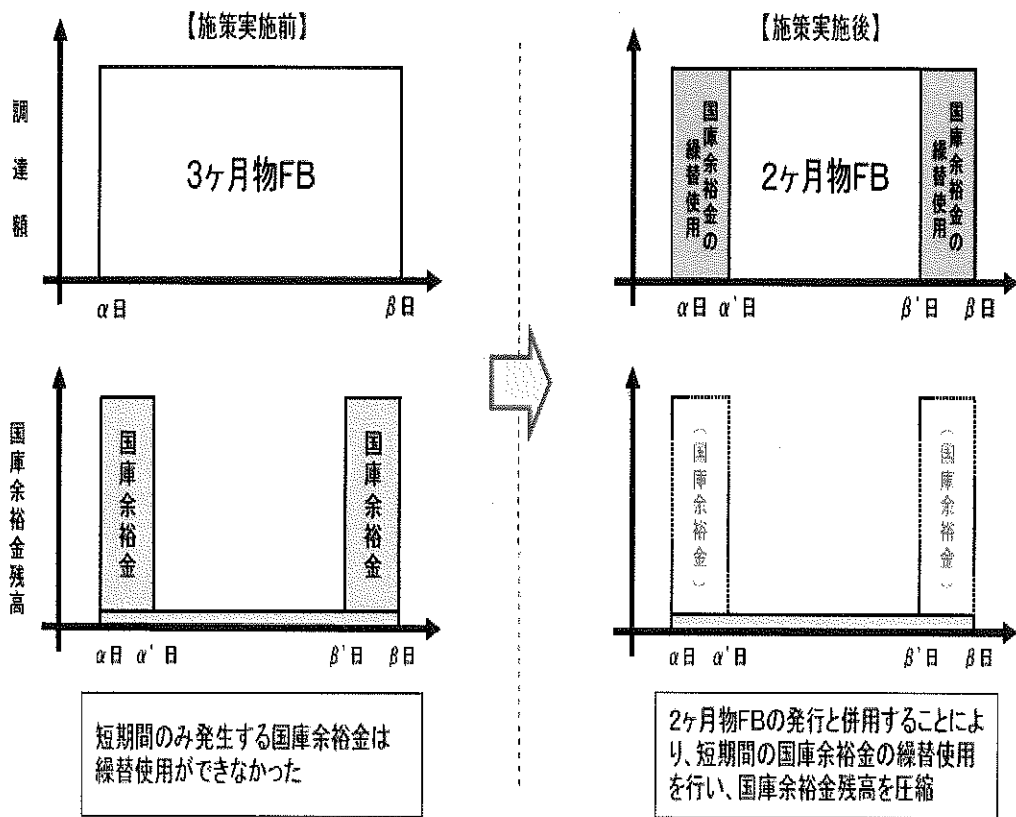 【施策実施前】
調達額
3ヶ月物FB
α日
β日
国庫余裕金残高
国庫余裕金
国庫余裕金
α日 α'日
β'日 β日
短期間のみ発生する国庫余裕金は
繰替使用ができなかった
【施策実施後】
国庫余裕金の
繰替使用
2ヶ月物FB
国庫余裕金の
繰替使用
α日 α'日
β'日 β日
(国庫余裕金)
(国庫余裕金)
α日 α'日
β'日 β日
2ヶ月物FBの発行と併用することによ
り、短期間の国庫余裕金の繰替使用
を行い、国庫余裕金残高を圧縮